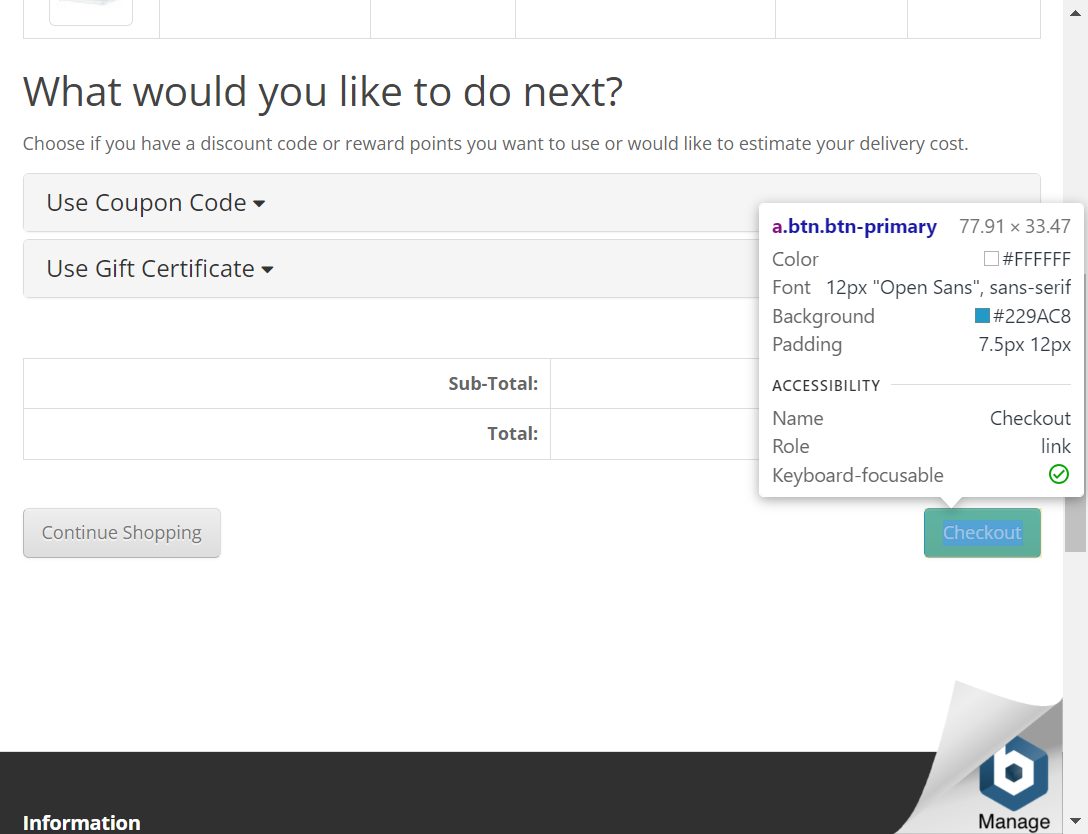 What would you like to do next?
Choose if you have a discount code or reward points you want to use or would like to estimate your delivery cost.
Use Coupon Code
Use Gift Certificate
a.btn.btn-primary 77.91 × 33.47
Color #FFFFFF
Font 12px "Open Sans", sans-serif
Background #229AC8
Padding 7.5px 12px
ACCESSIBILITY
Name Checkout
Role link
Keyboard-focusable
Sub-Total:
Total:
Continue Shopping
Checkout
b
Manage
Information